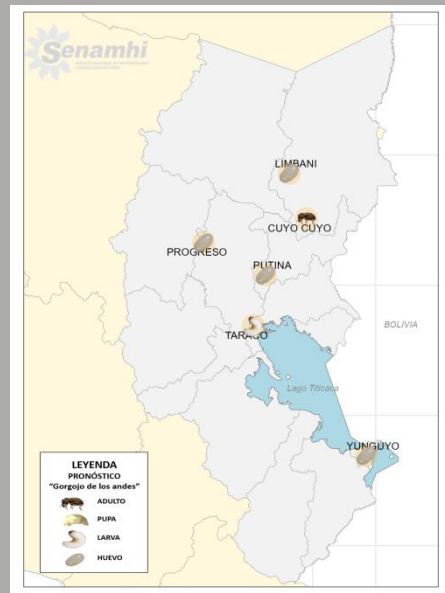 Senamhi
LIMBANI
CUYO CUYO
PROGRESO
PUTINA
TARACO
BOLIVIA
Lago Titicaca
YUNGUYO
LEYENDA
PRONÓSTICO
"Gorgojo de los andes"
ADULTO
PUPA
LARVA
HUEVO